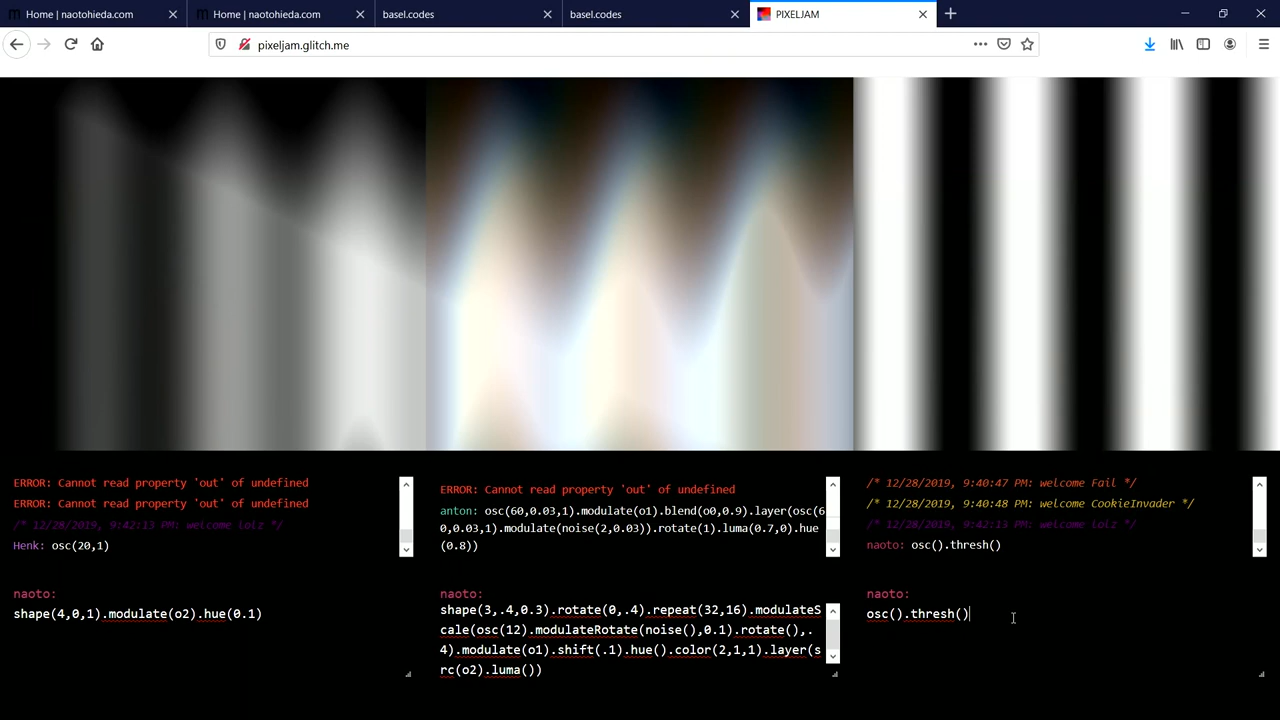 Home | naotohieda.com
Home | naotohieda.com
basel.codes
basel.codes
PIXELJAM
pixeljam.glitch.me
ERROR: Cannot read property 'out' of undefined
ERROR: Cannot read property 'out' of undefined
/* 12/28/2019, 9:42:13 PM: welcome lolz */
Henk: osc(20,1)
naoto:
shape(4,0,1).modulate(o2).hue(0.1)
ERROR: Cannot read property 'out' of undefined
anton: osc(60,0.03,1).modulate(o1).blend(o0,0.9).layer(osc(6
0,0.03,1).modulate(noise(2,0.03)).rotate(1).luma(0.7,0).hue
(0.8))
naoto:
shape(3,.4,0.3).rotate(0,.4).repeat(32,16).modulateS
cale(osc(12).modulateRotate(noise(),0.1).rotate(),.
4).modulate(o1).shift(.1).hue().color(2,1,1).layer(s
rc(o2).luma())
/* 12/28/2019, 9:40:47 PM: welcome Fail */
/* 12/28/2019, 9:40:48 PM: welcome CookieInvader */
/* 12/28/2019, 9:42:13 PM: welcome lolz */
naoto: osc().thresh()
naoto:
osc().thresh()